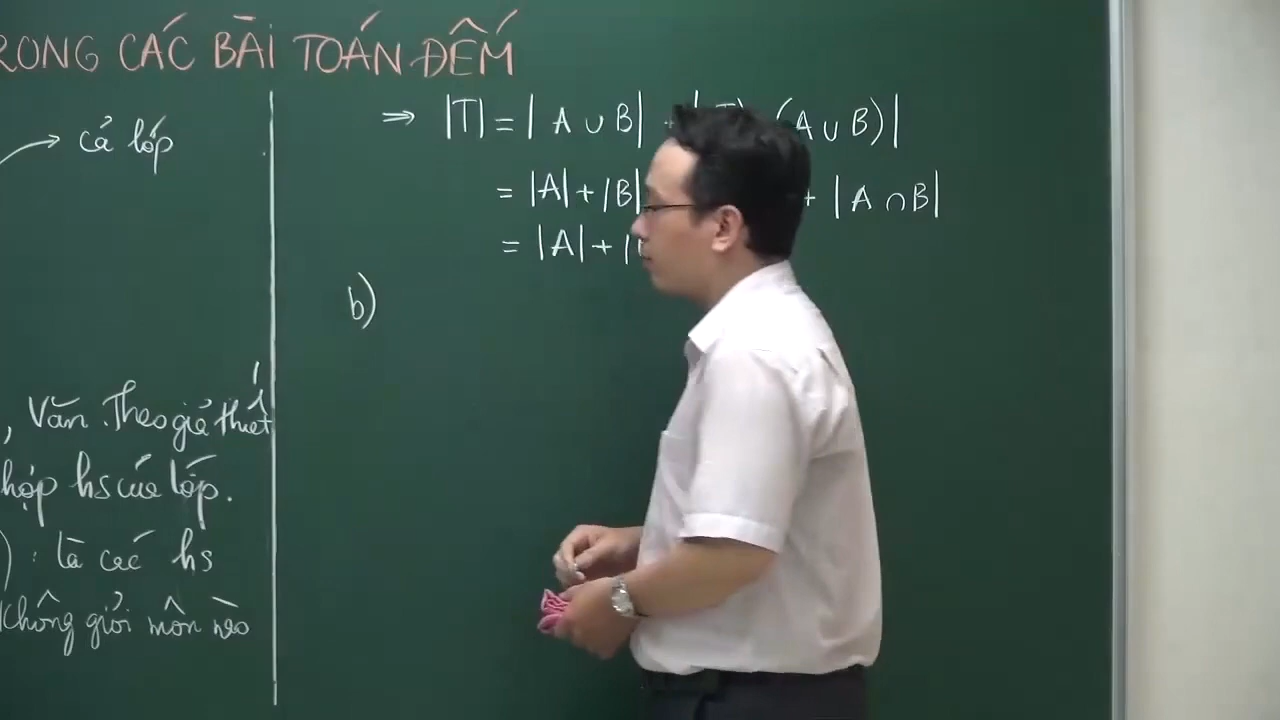 RONG CÁC BÀI TOÁN ĐẾM
cả lớp
, Văn . Theo giả thiết
hợp hs của lớp.
) : là các hs
không giỏi môn nào
⇒ |T| = | A ∪ B| (A ∪ B)|
= |A| + |B| + | A ∩ B|
= |A| + |
b)